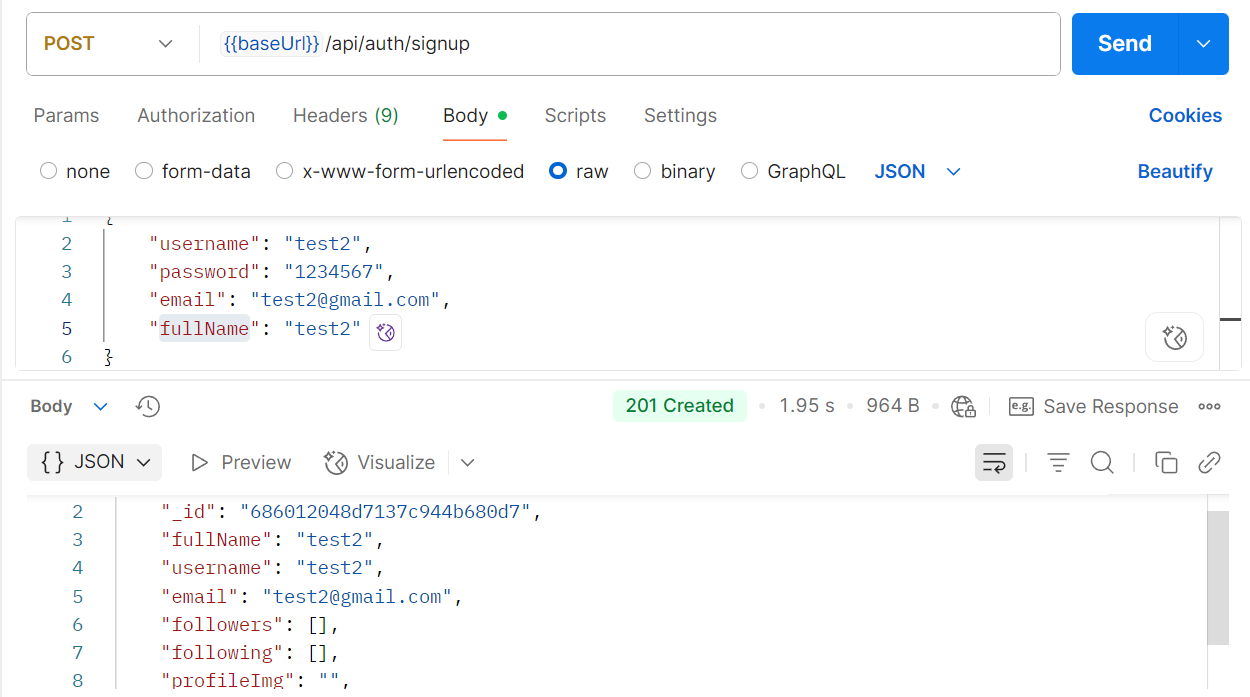 POST {{baseUrl}} /api/auth/signup Send
Params Authorization Headers (9) Body Scripts Settings Cookies
none form-data x-www-form-urlencoded raw binary GraphQL JSON Beautify
1 {
2 "username": "test2",
3 "password": "1234567",
4 "email": "test2@gmail.com",
5 "fullName": "test2"
6 }
Body 201 Created 1.95 s 964 B e.g. Save Response
{} JSON Preview Visualize
2 "_id": "686012048d7137c944b680d7",
3 "fullName": "test2",
4 "username": "test2",
5 "email": "test2@gmail.com",
6 "followers": [],
7 "following": [],
8 "profileImg": "",